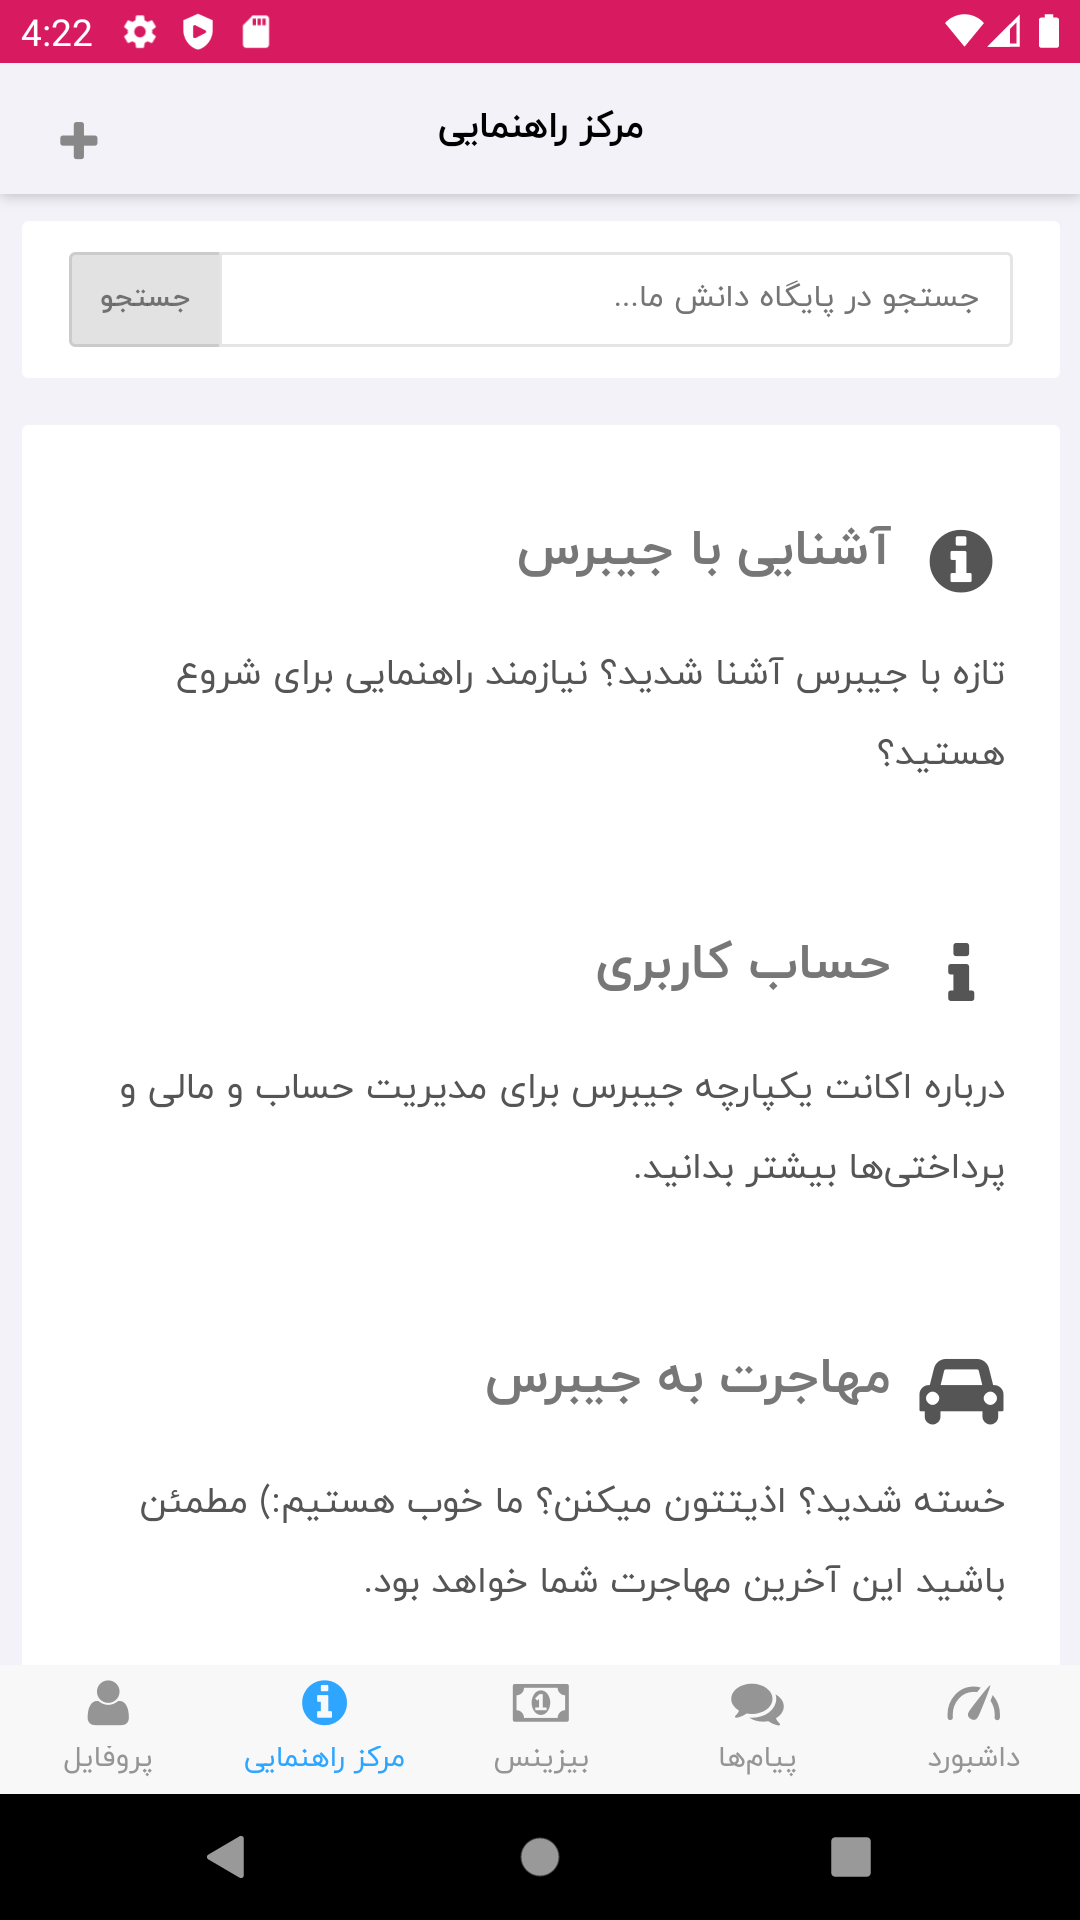 4:22
مرکز راهنمایی
جستجو در پایگاه دانش ما...
جستجو
آشنایی با جیبرس
تازه با جیبرس آشنا شدید؟ نیازمند راهنمایی برای شروع
هستید؟
حساب کاربری
درباره اکانت یکپارچه جیبرس برای مدیریت حساب و مالی و
پرداختی‌ها بیشتر بدانید.
مهاجرت به جیبرس
خسته شدید؟ اذیتتون میکنن؟ ما خوب هستیم:) مطمئن
باشید این آخرین مهاجرت شما خواهد بود.
داشبورد
پیام‌ها
بیزینس
مرکز راهنمایی
پروفایل